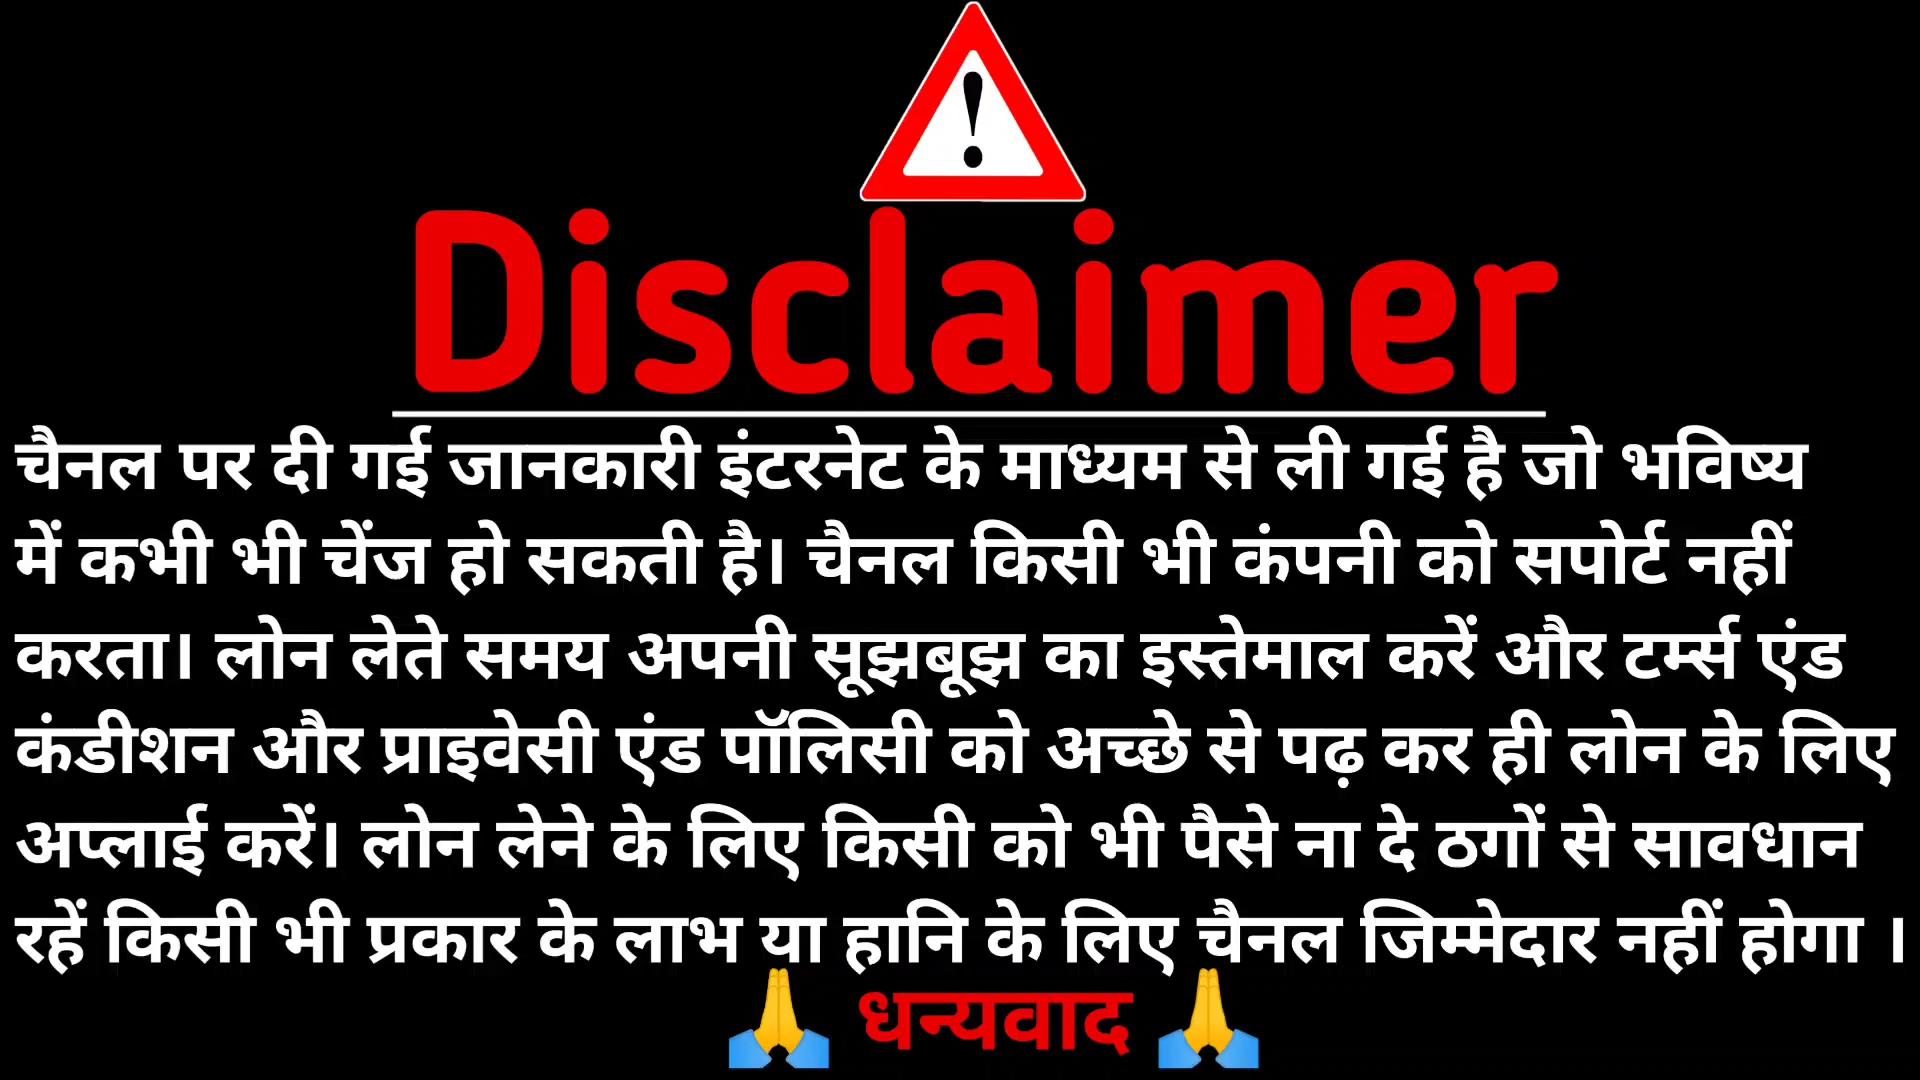 Disclaimer
चैनल पर दी गई जानकारी इंटरनेट के माध्यम से ली गई है जो भविष्य
में कभी भी चेंज हो सकती है। चैनल किसी भी कंपनी को सपोर्ट नहीं
करता। लोन लेते समय अपनी सूझबूझ का इस्तेमाल करें और टर्म्स एंड
कंडीशन और प्राइवेसी एंड पॉलिसी को अच्छे से पढ़ कर ही लोन के लिए
अप्लाई करें। लोन लेने के लिए किसी को भी पैसे ना दे ठगों से सावधान
रहें किसी भी प्रकार के लाभ या हानि के लिए चैनल जिम्मेदार नहीं होगा ।
🙏 धन्यवाद 🙏